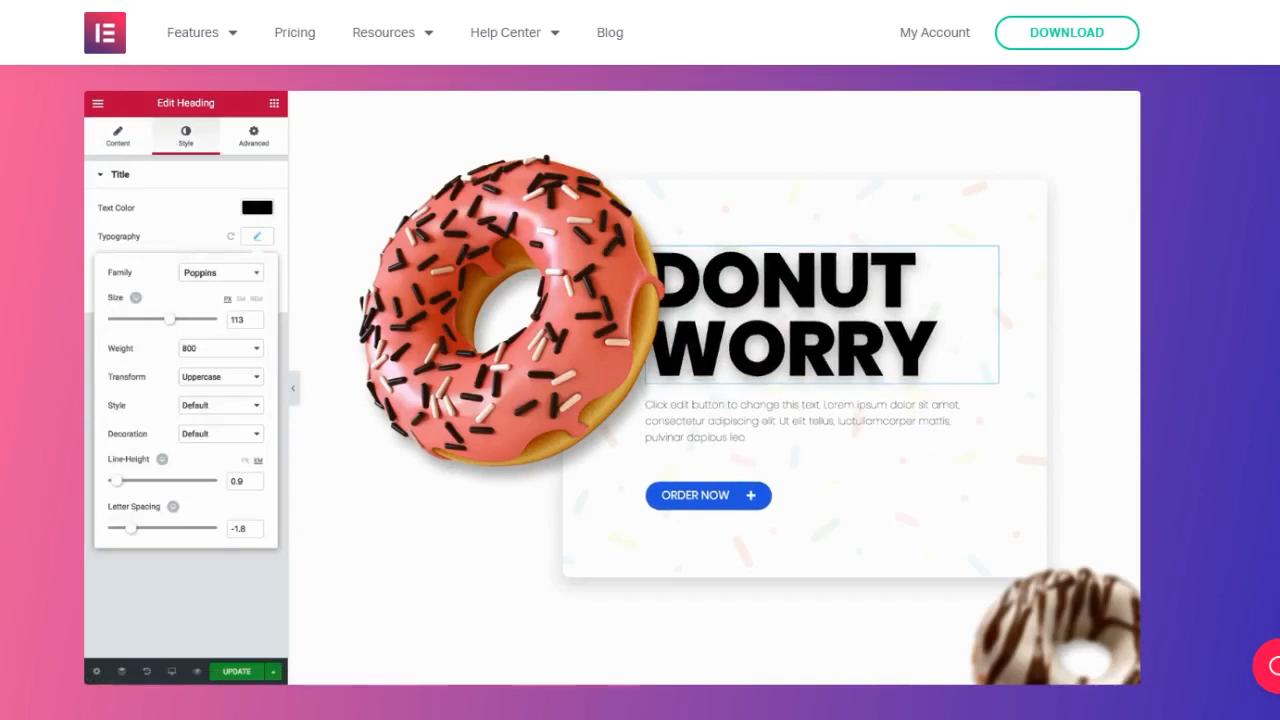 Features
Pricing
Resources
Help Center
Blog
My Account
DOWNLOAD
Edit Heading
Content
Style
Advanced
Title
Text Color
Typography
Family
Poppins
Size
PX EM REM
113
Weight
800
Transform
Uppercase
Style
Default
Decoration
Default
Line-Height
PX EM
0.9
Letter Spacing
-1.8
UPDATE
DONUT
WORRY
Click edit button to change this text. Lorem ipsum dolor sit amet,
consectetur adipiscing elit. Ut elit tellus, luctullamcorper mattis,
pulvinar dapibus leo.
ORDER NOW +